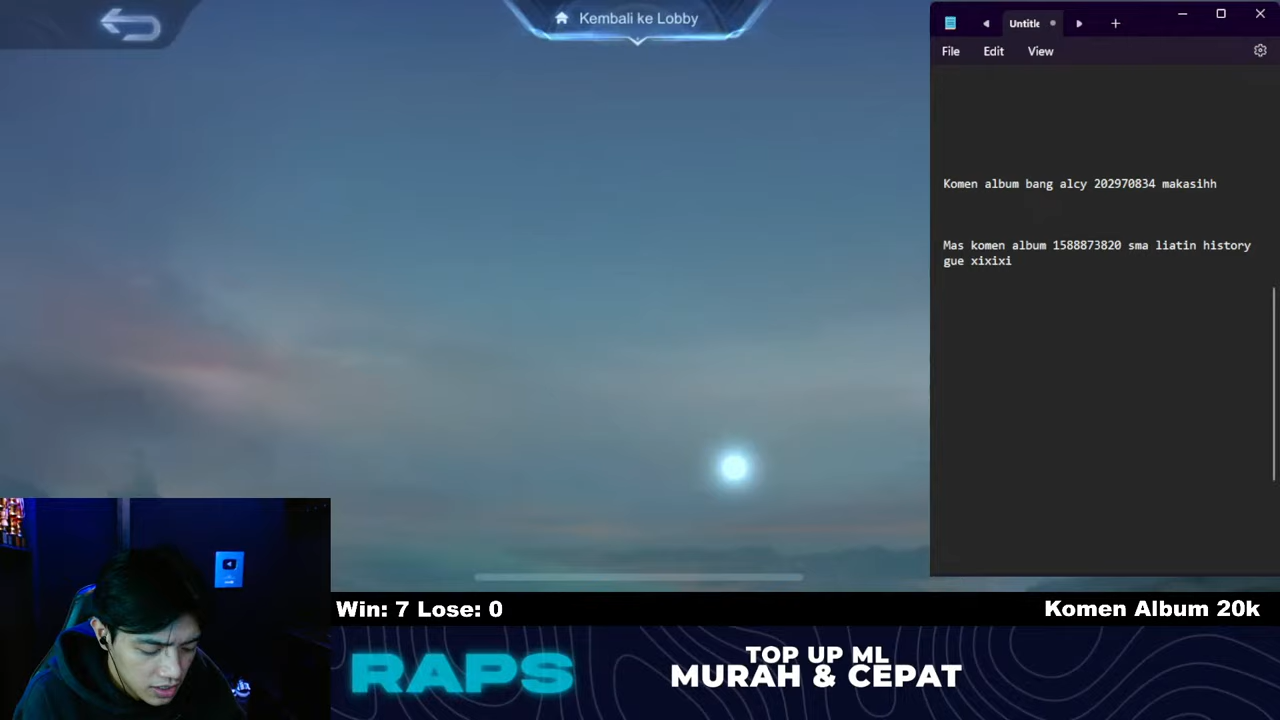 Kembali ke Lobby
Untitle
File Edit View
Komen album bang alcy 202970834 makasihh
Mas komen album 1588873820 sma liatin history
gue xixixi
Win: 7 Lose: 0
Komen Album 20k
RAPS
TOP UP ML
MURAH & CEPAT